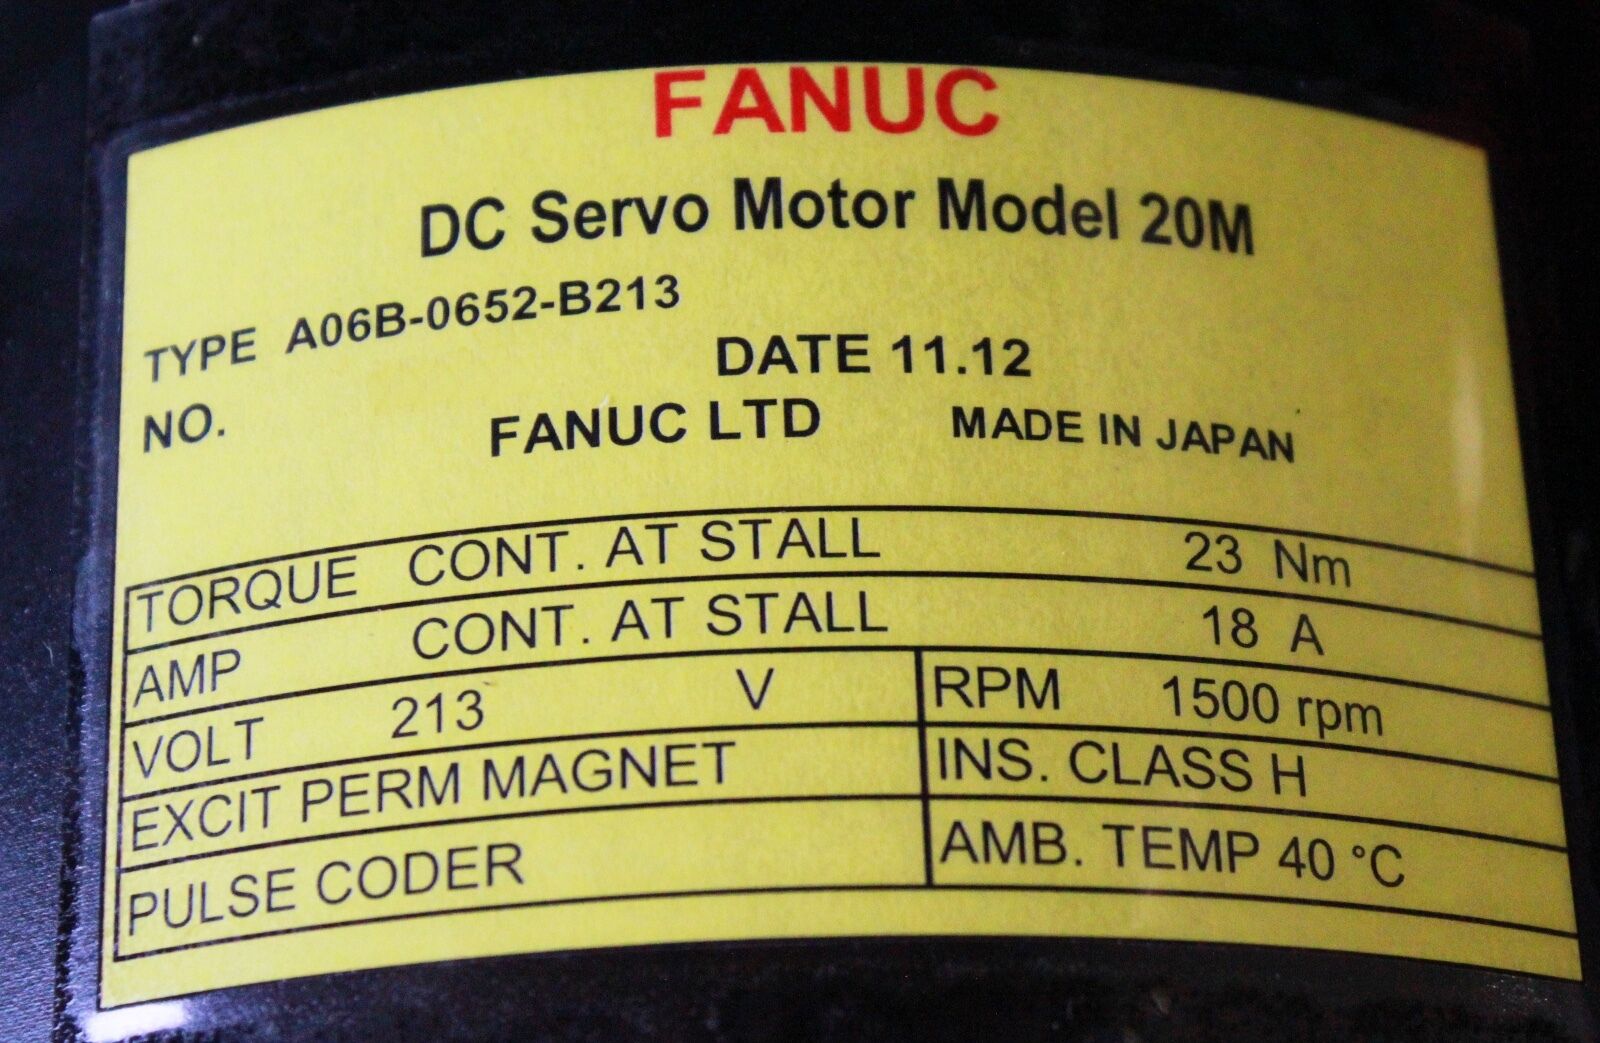 FANUC
DC Servo Motor Model 20M
TYPE A06B-0652-B213
DATE 11.12
NO. FANUC LTD MADE IN JAPAN
TORQUE CONT. AT STALL 23 Nm
AMP CONT. AT STALL 18 A
VOLT 213 V RPM 1500 rpm
EXCIT PERM MAGNET INS. CLASS H
PULSE CODER AMB. TEMP 40 °C